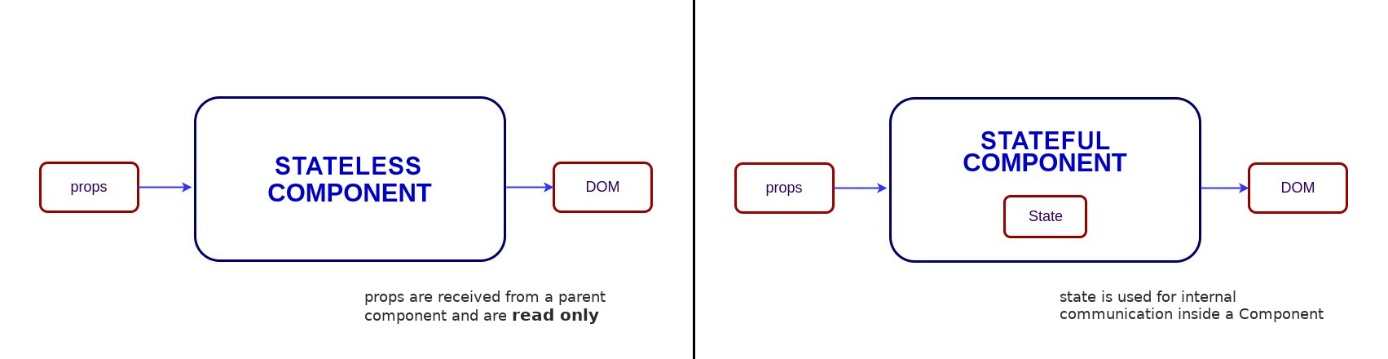 props
STATELESS
COMPONENT
DOM
props are received from a parent
component and are read only
props
STATEFUL
COMPONENT
State
DOM
state is used for internal
communication inside a Component